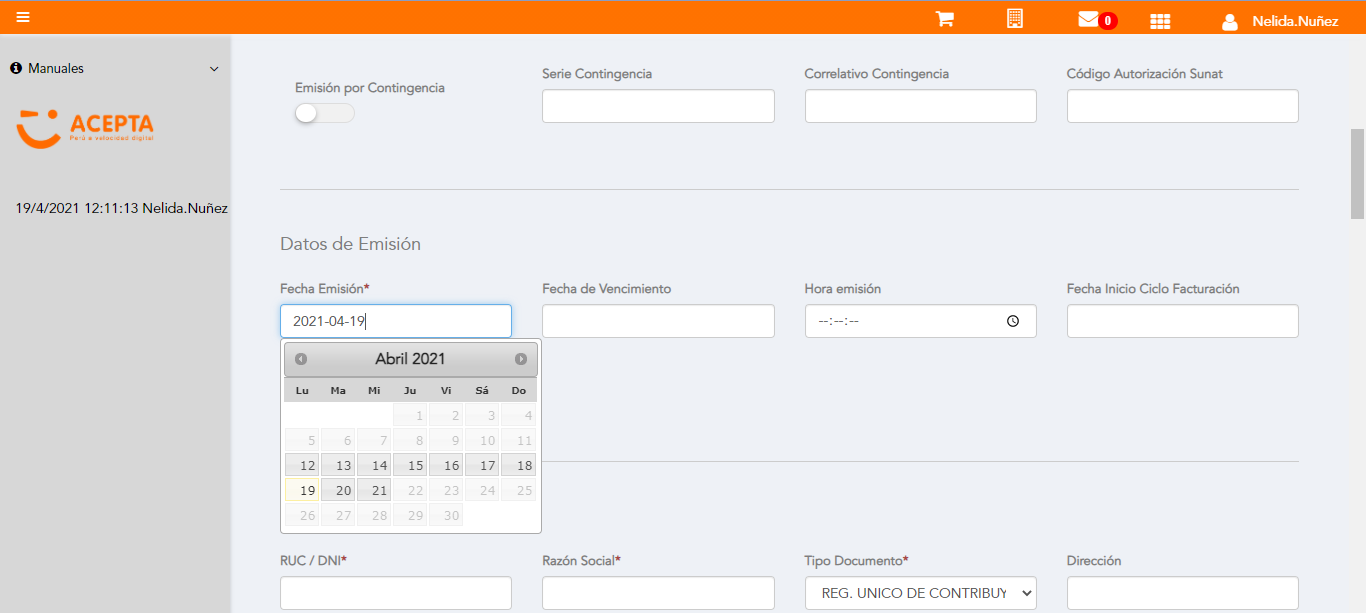 0
Nelida.Nuñez
Manuales
ACEPTA
Perú a velocidad digital
19/4/2021 12:11:13 Nelida.Nuñez
Emisión por Contingencia
Serie Contingencia
Correlativo Contingencia
Código Autorización Sunat
Datos de Emisión
Fecha Emisión*
Fecha de Vencimiento
Hora emisión
Fecha Inicio Ciclo Facturación
2021-04-19
--:--:--
Abril 2021
Lu Ma Mi Ju Vi Sá Do
1 2 3 4
5 6 7 8 9 10 11
12 13 14 15 16 17 18
19 20 21 22 23 24 25
26 27 28 29 30
RUC / DNI*
Razón Social*
Tipo Documento*
Dirección
REG. UNICO DE CONTRIBUY